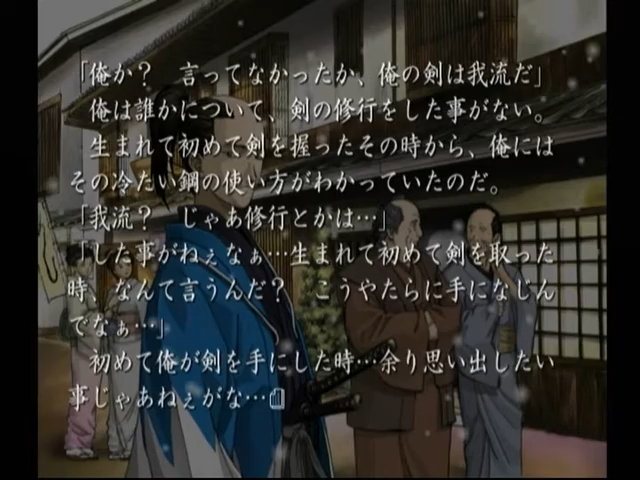 「俺か？　言ってなかったか、俺の剣は我流だ」
　俺は誰かについて、剣の修行をした事がない。
　生まれて初めて剣を握ったその時から、俺には
その冷たい鋼の使い方がわかっていたのだ。
「我流？　じゃあ修行とかは…」
「した事がねぇなぁ…生まれて初めて剣を取った
時、なんて言うんだ？　こうやたらに手になじん
でなぁ…」
　初めて俺が剣を手にした時…余り思い出したい
事じゃあねぇがな…